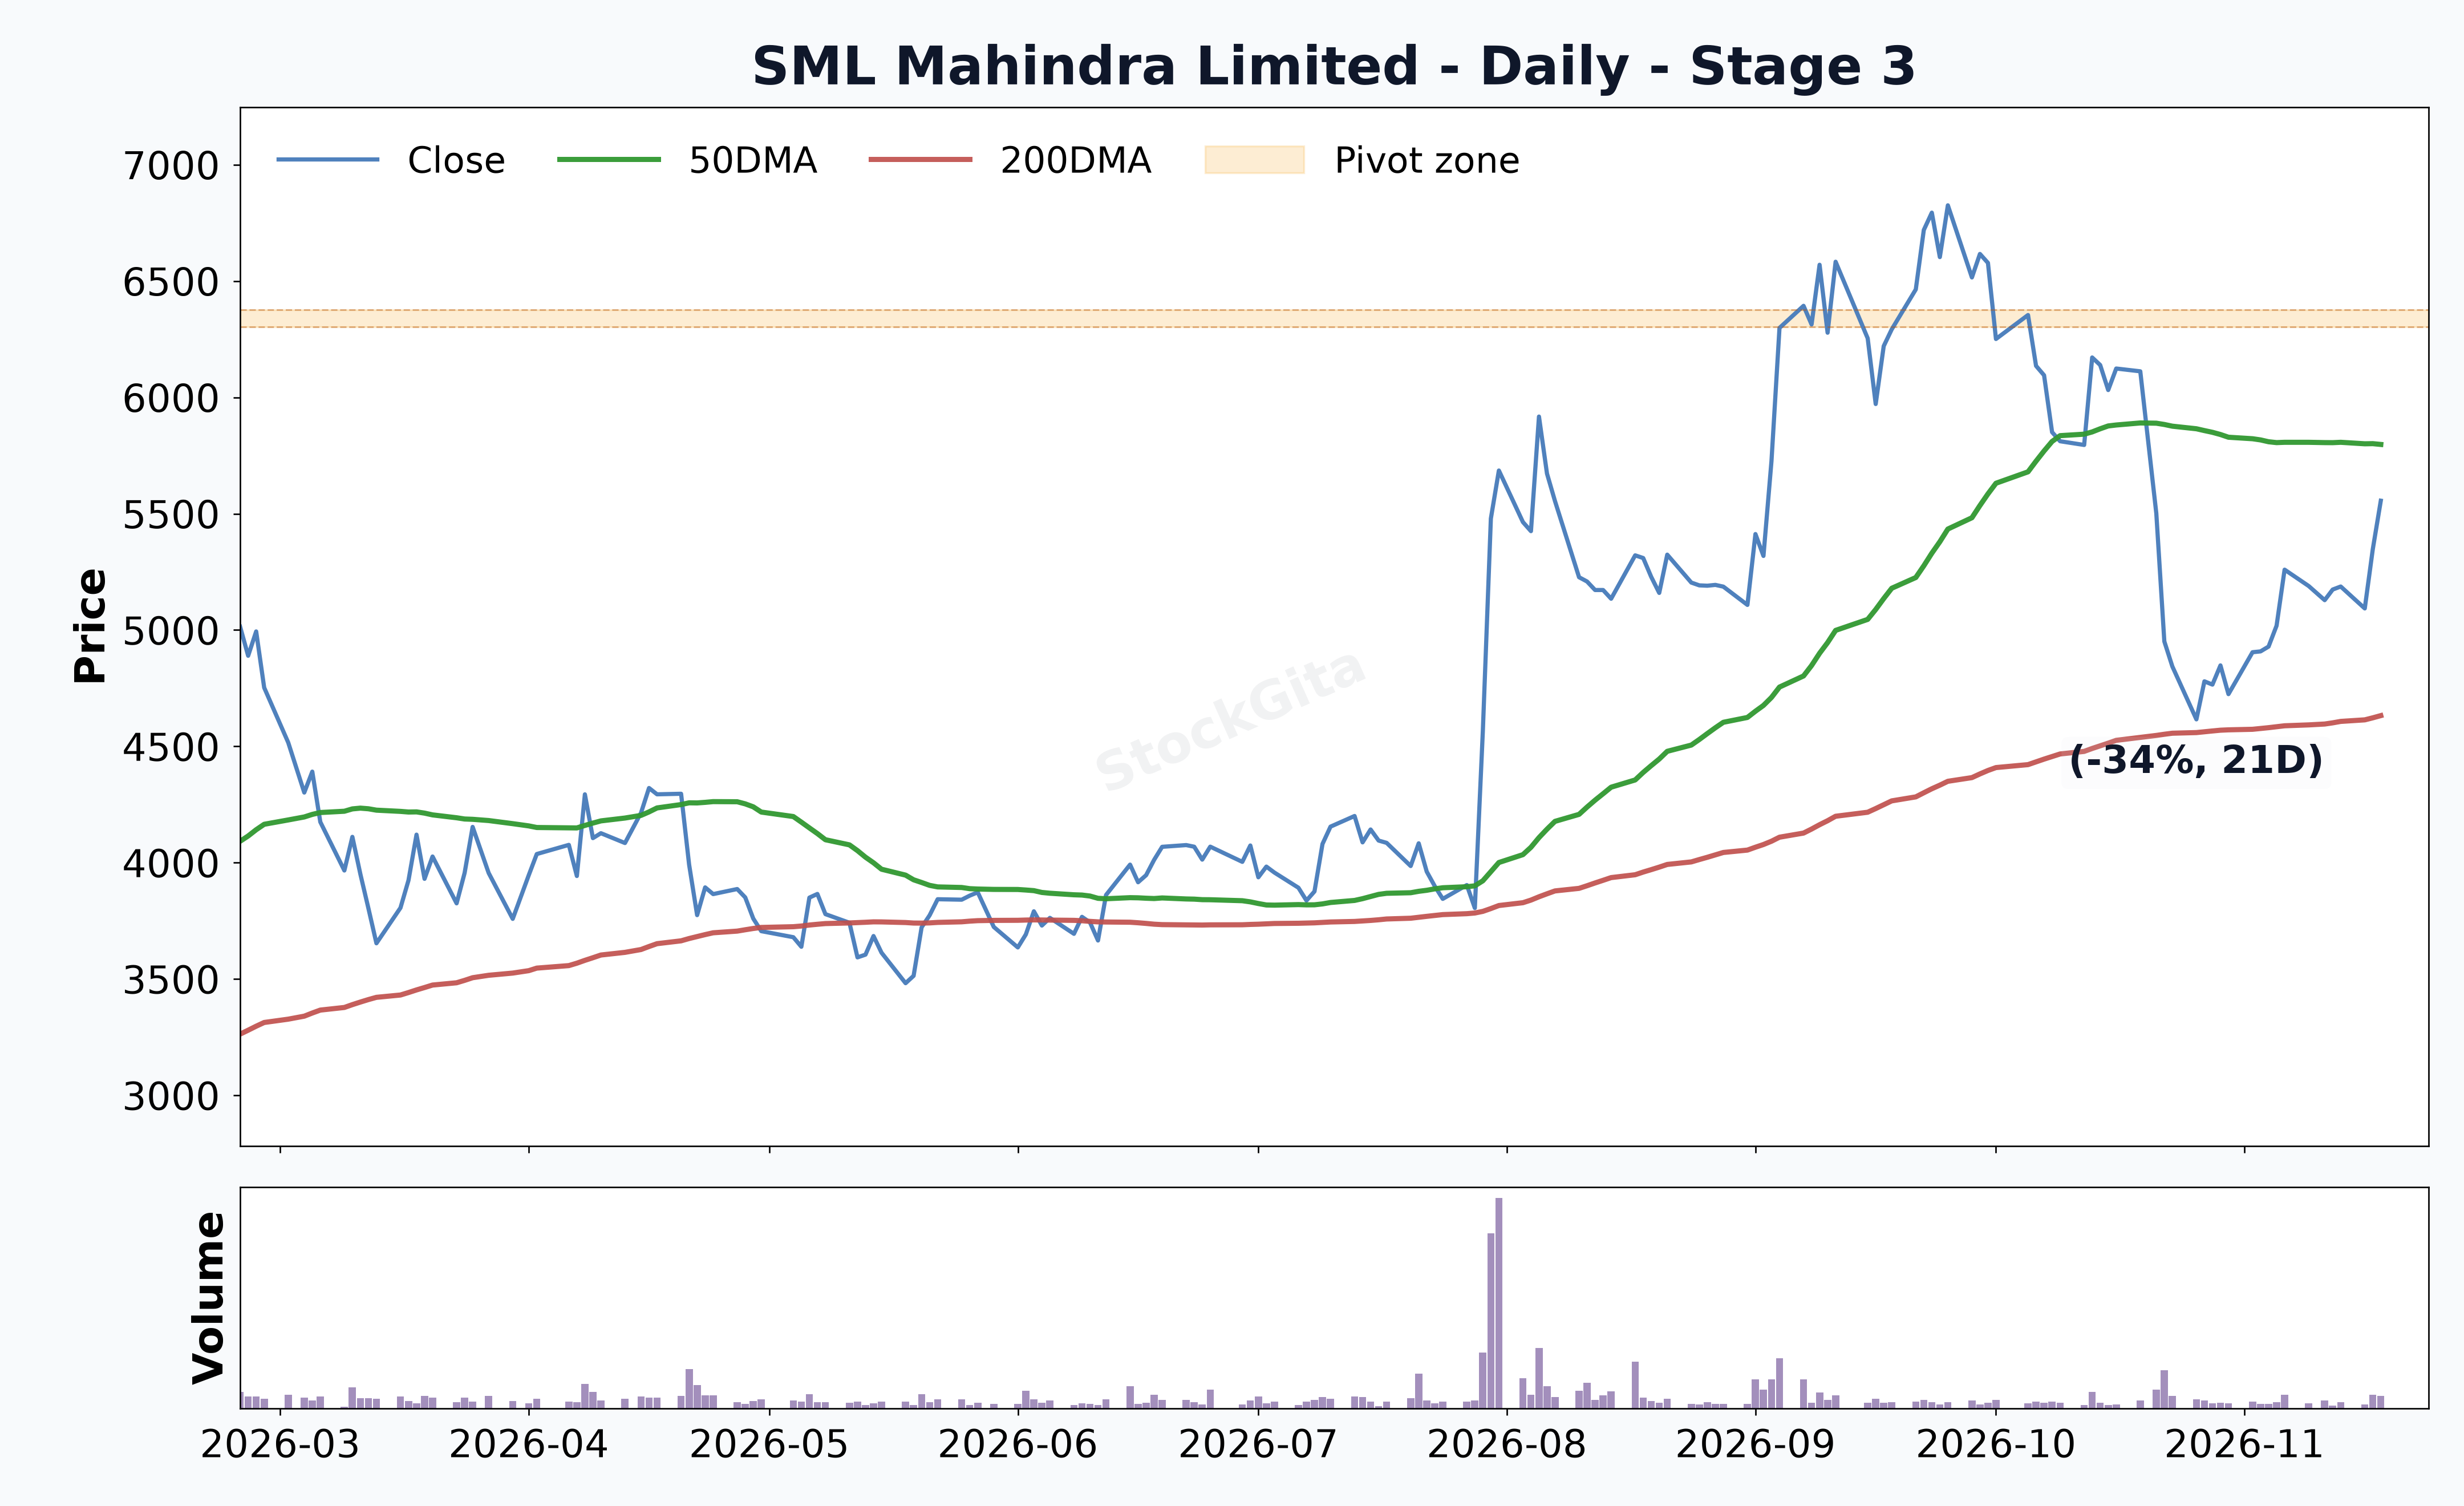 SML Mahindra Limited - Daily - Stage 3
Close 50DMA 200DMA Pivot zone
7000
6500
6000
5500
5000
4500
4000
3500
3000
Price
StockGita
(-34%, 21D)
Volume
2026-03 2026-04 2026-05 2026-06 2026-07 2026-08 2026-09 2026-10 2026-11